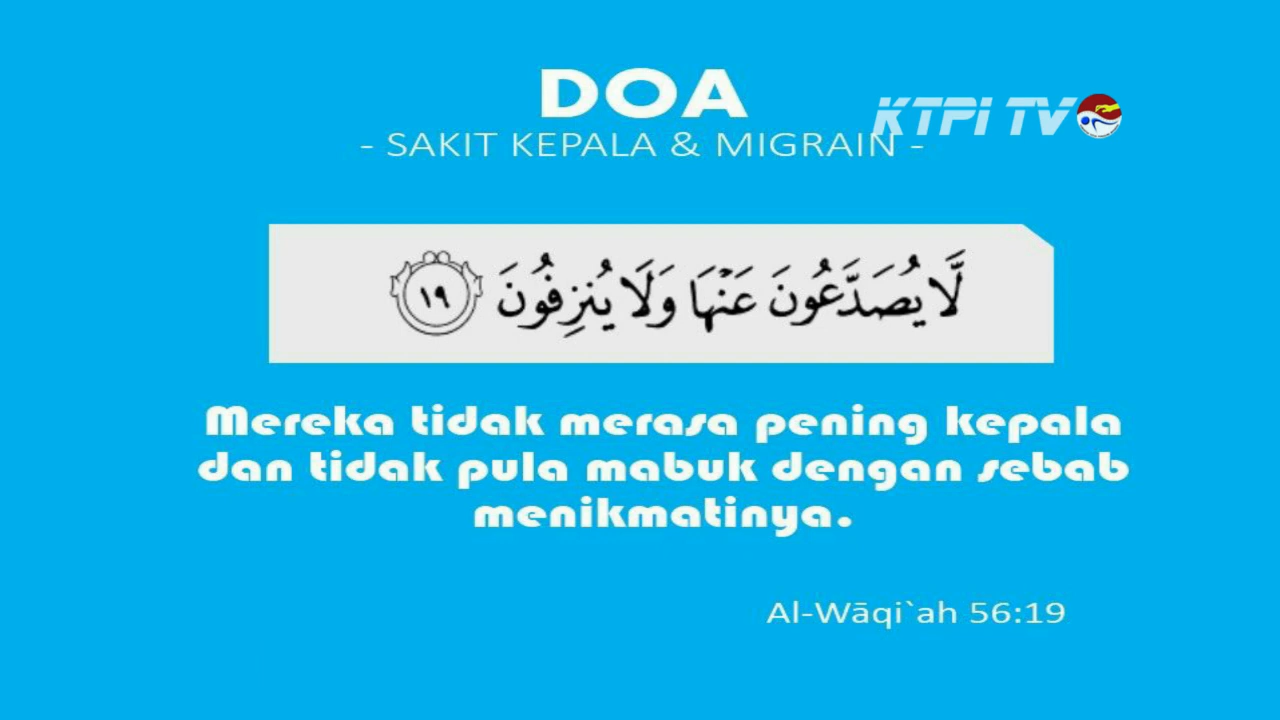 DOA
KTPI TV
- SAKIT KEPALA & MIGRAIN -
لَّا يُصَدَّعُونَ عَنْهَا وَلَا يُنزِفُونَ ١٩
Mereka tidak merasa pening kepala
dan tidak pula mabuk dengan sebab
menikmatinya.
Al-Wāqi`ah 56:19